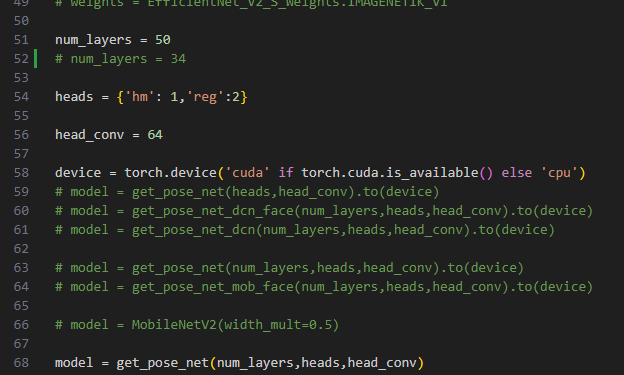 49 # weights = EfficientNet_V2_S_Weights.IMAGENET1K_V1
50
51 num_layers = 50
52 # num_layers = 34
53
54 heads = {'hm': 1,'reg':2}
55
56 head_conv = 64
57
58 device = torch.device('cuda' if torch.cuda.is_available() else 'cpu')
59 # model = get_pose_net(heads,head_conv).to(device)
60 # model = get_pose_net_dcn_face(num_layers,heads,head_conv).to(device)
61 # model = get_pose_net_dcn(num_layers,heads,head_conv).to(device)
62
63 # model = get_pose_net(num_layers,heads,head_conv).to(device)
64 # model = get_pose_net_mob_face(num_layers,heads,head_conv).to(device)
65
66 # model = MobileNetV2(width_mult=0.5)
67
68 model = get_pose_net(num_layers,heads,head_conv)